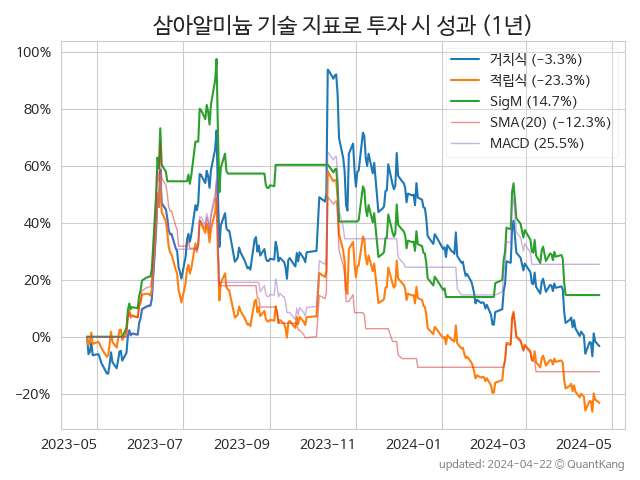 삼아알미늄 기술 지표로 투자 시 성과 (1년)
거치식 (−3.3%)
적립식 (−23.3%)
SigM (14.7%)
SMA(20) (−12.3%)
MACD (25.5%)
100%
80%
60%
40%
20%
0%
−20%
2023-05 2023-07 2023-09 2023-11 2024-01 2024-03 2024-05
updated: 2024-04-22 © QuantKang